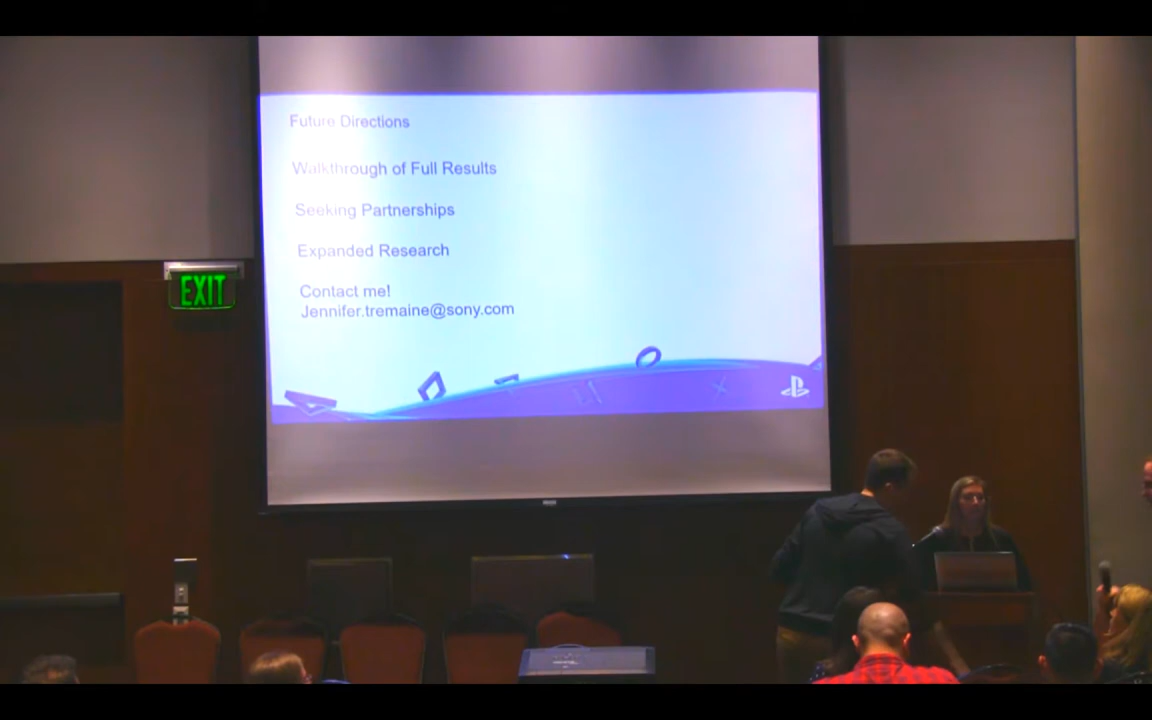 Future Directions
Walkthrough of Full Results
Seeking Partnerships
Expanded Research
Contact me!
Jennifer.tremaine@sony.com
EXIT